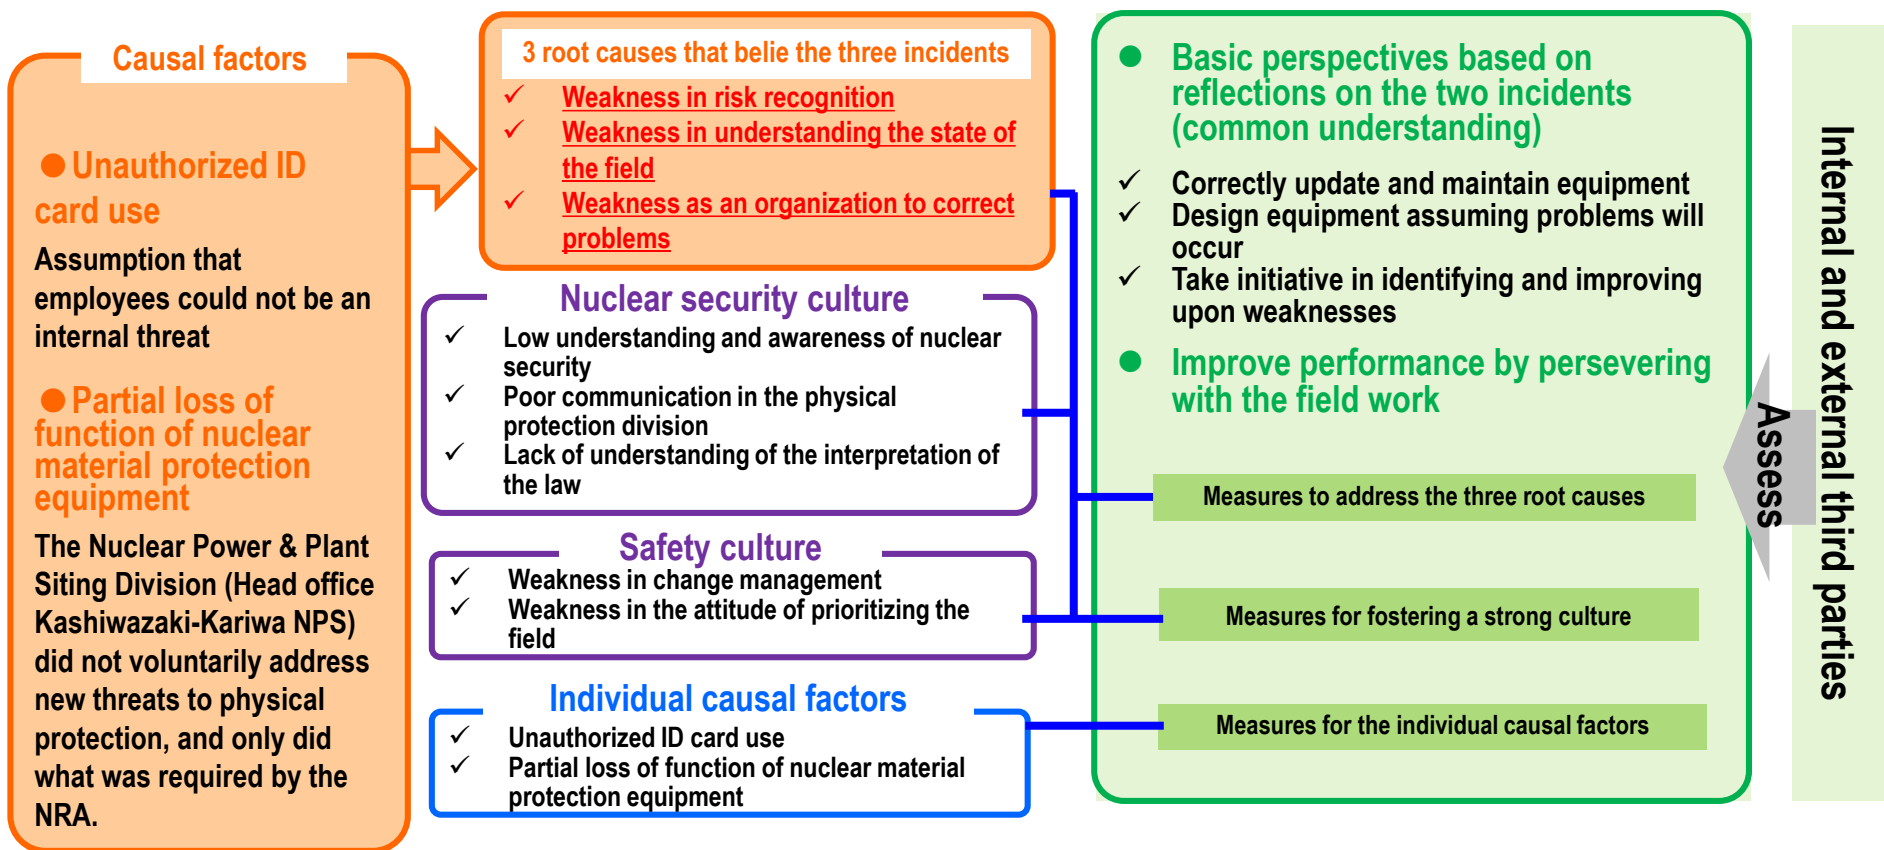 Causal factors
● Unauthorized ID
card use
Assumption that
employees could not be an
internal threat
● Partial loss of
function of nuclear
material protection
equipment
The Nuclear Power & Plant
Siting Division (Head office
Kashiwazaki-Kariwa NPS)
did not voluntarily address
new threats to physical
protection, and only did
what was required by the
NRA.
3 root causes that belie the three incidents
✓ Weakness in risk recognition
✓ Weakness in understanding the state of
the field
✓ Weakness as an organization to correct
problems
Nuclear security culture
✓ Low understanding and awareness of nuclear
security
✓ Poor communication in the physical
protection division
✓ Lack of understanding of the interpretation of
the law
Safety culture
✓ Weakness in change management
✓ Weakness in the attitude of prioritizing the
field
Individual causal factors
✓ Unauthorized ID card use
✓ Partial loss of function of nuclear material
protection equipment
● Basic perspectives based on
reflections on the two incidents
(common understanding)
✓ Correctly update and maintain equipment
✓ Design equipment assuming problems will
occur
✓ Take initiative in identifying and improving
upon weaknesses
● Improve performance by persevering
with the field work
Measures to address the three root causes
Measures for fostering a strong culture
Measures for the individual causal factors
Assess
Internal and external third parties